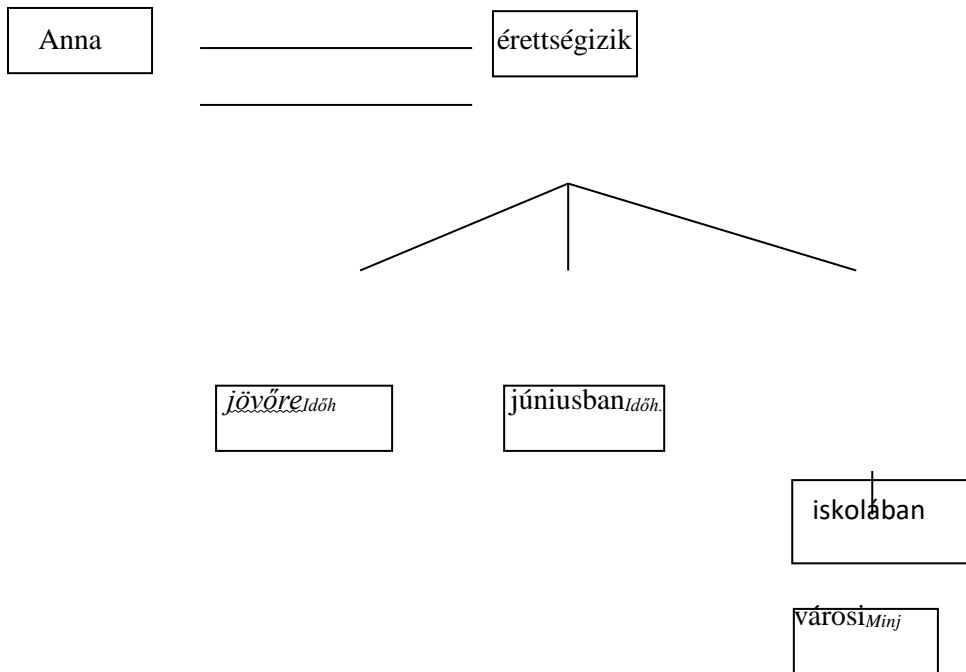 Anna
érettségizik
jövőreIdőh
júniusbanIdőh.
iskolában
városiMinj